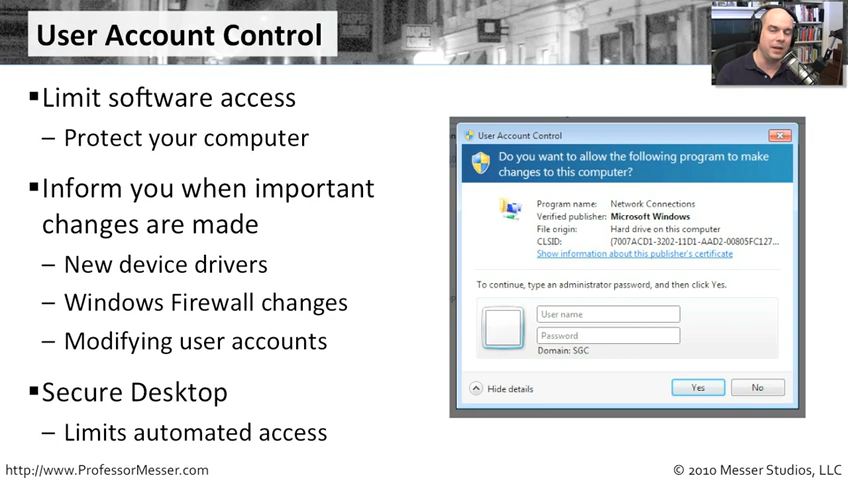 User Account Control
▪Limit software access
– Protect your computer
▪Inform you when important
changes are made
– New device drivers
– Windows Firewall changes
– Modifying user accounts
▪Secure Desktop
– Limits automated access
User Account Control
Do you want to allow the following program to make
changes to this computer?
Program name: Network Connections
Verified publisher: Microsoft Windows
File origin: Hard drive on this computer
CLSID: {7007ACD1-3202-11D1-AAD2-00805FC127...
Show information about this publisher's certificate
To continue, type an administrator password, and then click Yes.
User name
Password
Domain: SGC
Hide details
Yes
No
http://www.ProfessorMesser.com
© 2010 Messer Studios, LLC